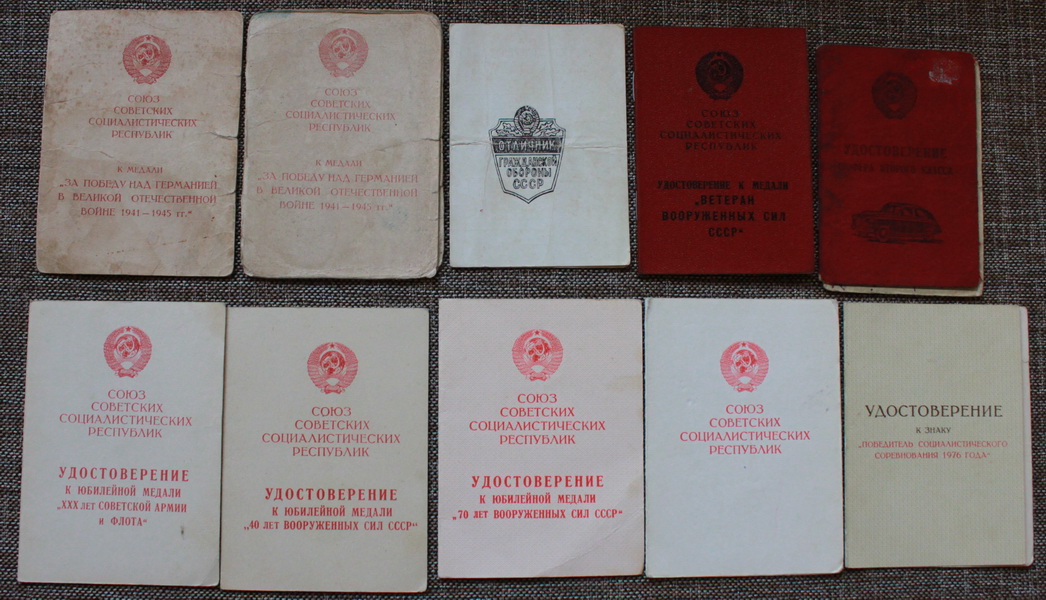 СОЮЗ
СОВЕТСКИХ
СОЦИАЛИСТИЧЕСКИХ
РЕСПУБЛИК
К МЕДАЛИ
„ЗА ПОБЕДУ НАД ГЕРМАНИЕЙ
В ВЕЛИКОЙ ОТЕЧЕСТВЕННОЙ
ВОЙНЕ 1941—1945 гг."
СОЮЗ
СОВЕТСКИХ
СОЦИАЛИСТИЧЕСКИХ
РЕСПУБЛИК
К МЕДАЛИ
„ЗА ПОБЕДУ НАД ГЕРМАНИЕЙ
В ВЕЛИКОЙ ОТЕЧЕСТВЕННОЙ
ВОЙНЕ 1941—1945 гг."
ОТЛИЧНИК
ГРАЖДАНСКОЙ
ОБОРОНЫ
СССР
СОЮЗ
СОВЕТСКИХ
СОЦИАЛИСТИЧЕСКИХ
РЕСПУБЛИК
УДОСТОВЕРЕНИЕ К МЕДАЛИ
„ВЕТЕРАН
ВООРУЖЕННЫХ СИЛ
СССР"
УДОСТОВЕРЕНИЕ
СОЮЗ
СОВЕТСКИХ
СОЦИАЛИСТИЧЕСКИХ
РЕСПУБЛИК
УДОСТОВЕРЕНИЕ
К ЮБИЛЕЙНОЙ МЕДАЛИ
„XXX ЛЕТ СОВЕТСКОЙ АРМИИ
и ФЛОТА"
СОЮЗ
СОВЕТСКИХ
СОЦИАЛИСТИЧЕСКИХ
РЕСПУБЛИК
УДОСТОВЕРЕНИЕ
К ЮБИЛЕЙНОЙ МЕДАЛИ
„40 ЛЕТ ВООРУЖЕННЫХ СИЛ СССР"
СОЮЗ
СОВЕТСКИХ
СОЦИАЛИСТИЧЕСКИХ
РЕСПУБЛИК
УДОСТОВЕРЕНИЕ
К ЮБИЛЕЙНОЙ МЕДАЛИ
„70 ЛЕТ ВООРУЖЕННЫХ СИЛ СССР"
СОЮЗ
СОВЕТСКИХ
СОЦИАЛИСТИЧЕСКИХ
РЕСПУБЛИК
УДОСТОВЕРЕНИЕ
К ЗНАКУ
„ПОБЕДИТЕЛЬ СОЦИАЛИСТИЧЕСКОГО
СОРЕВНОВАНИЯ 1976 ГОДА"